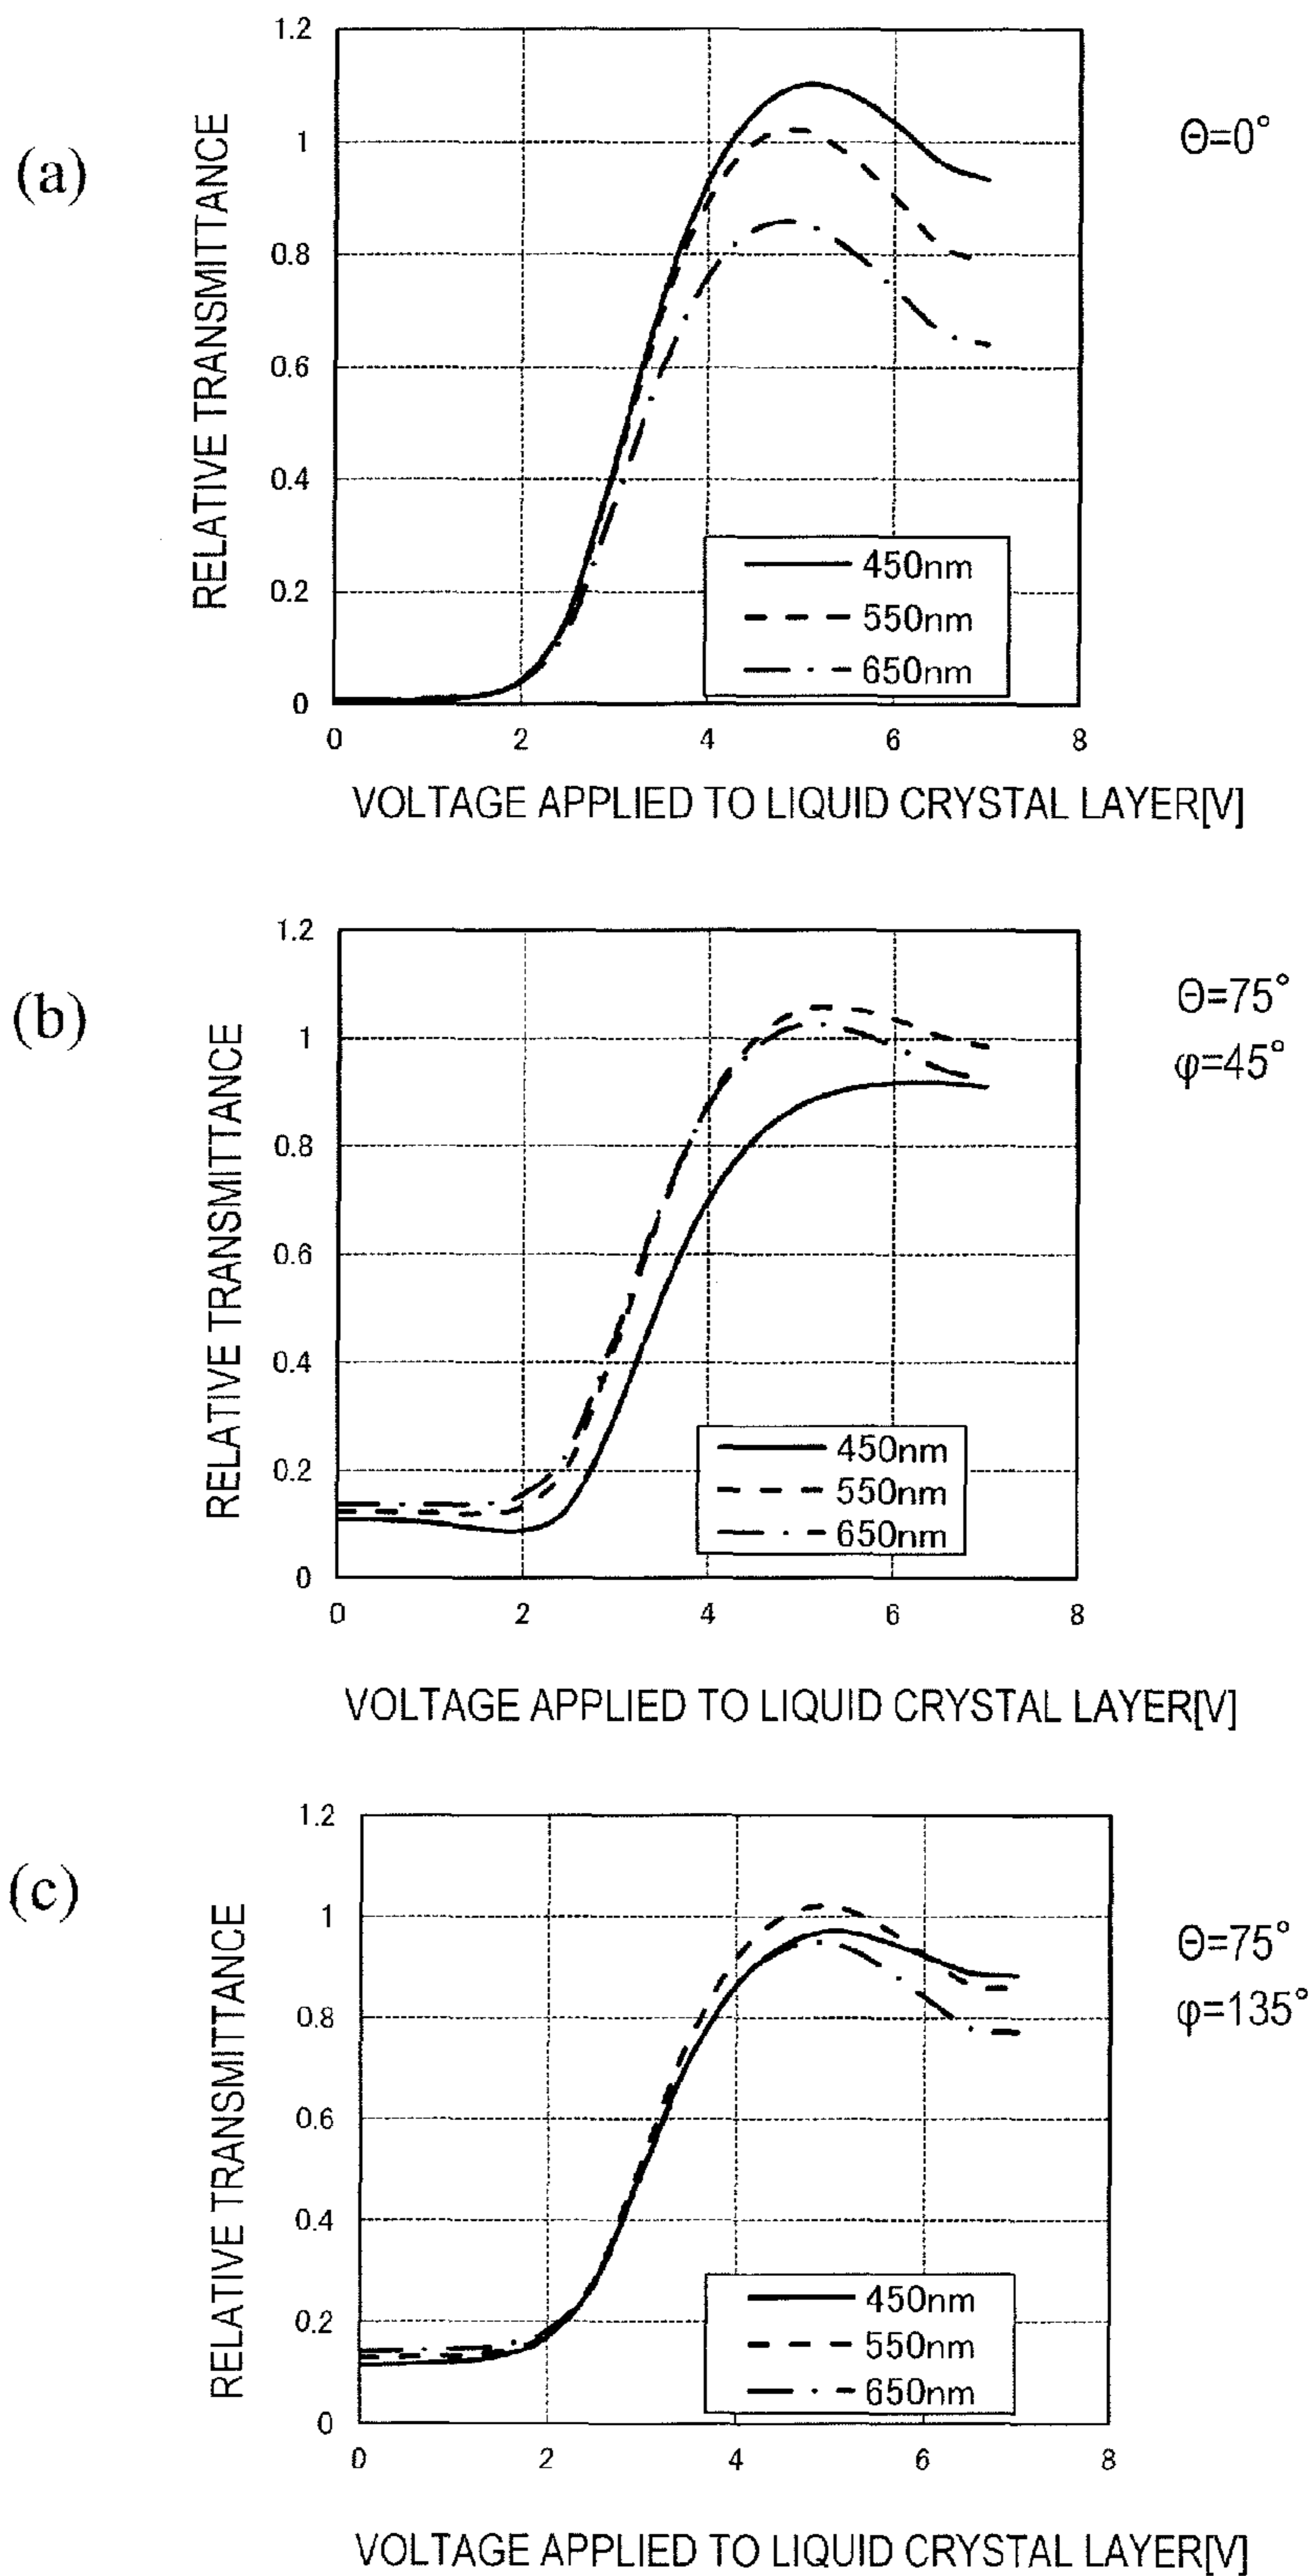 (a)
RELATIVE TRANSMITTANCE
1.2
1
0.8
0.6
0.4
0.2
0
0 2 4 6 8
VOLTAGE APPLIED TO LIQUID CRYSTAL LAYER[V]
Θ=0°
450nm
550nm
650nm
(b)
RELATIVE TRANSMITTANCE
1.2
1
0.8
0.6
0.4
0.2
0
0 2 4 6 8
VOLTAGE APPLIED TO LIQUID CRYSTAL LAYER[V]
Θ=75°
φ=45°
450nm
550nm
650nm
(c)
RELATIVE TRANSMITTANCE
1.2
1
0.8
0.6
0.4
0.2
0
0 2 4 6 8
VOLTAGE APPLIED TO LIQUID CRYSTAL LAYER[V]
Θ=75°
φ=135°
450nm
550nm
650nm